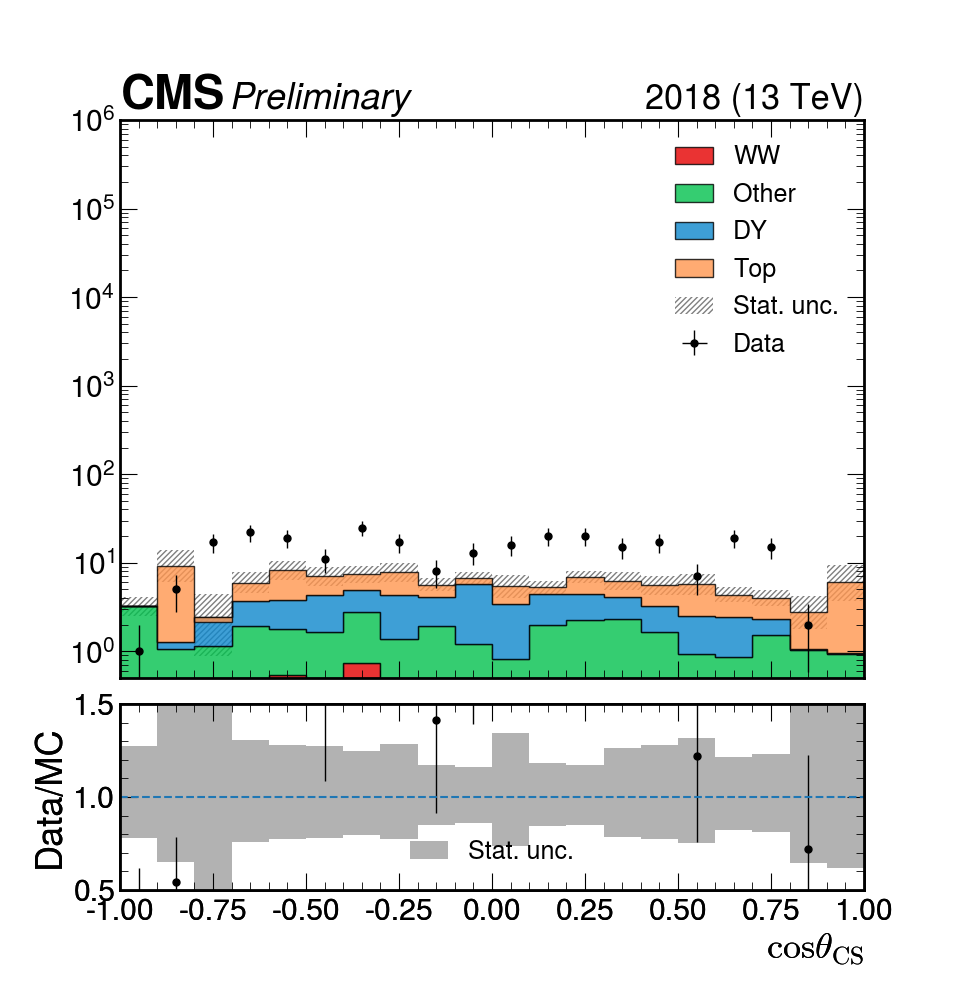 CMS Preliminary 2018 (13 TeV)
10^6
10^5
10^4
10^3
10^2
10^1
10^0
WW
Other
DY
Top
Stat. unc.
Data
Data/MC
1.5
1.0
0.5
Stat. unc.
-1.00 -0.75 -0.50 -0.25 0.00 0.25 0.50 0.75 1.00
cosθ_CS